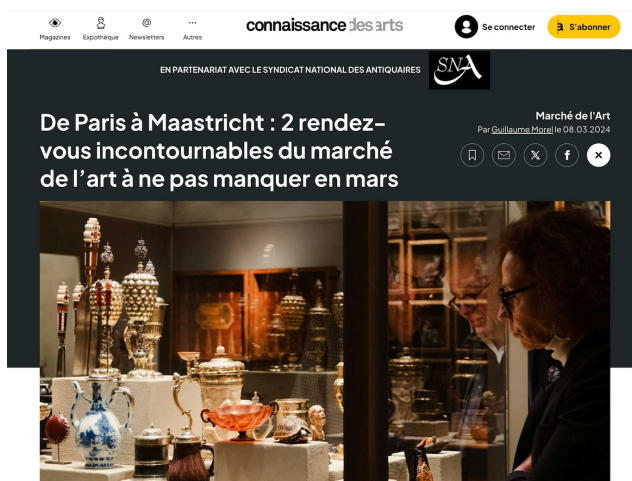 Magazines
Expothèque
Newsletters
Autres
connaissance des arts
Se connecter
S'abonner
EN PARTENARIAT AVEC LE SYNDICAT NATIONAL DES ANTIQUAIRES
SNA
De Paris à Maastricht : 2 rendez-
vous incontournables du marché
de l'art à ne pas manquer en mars
Marché de l'Art
Par Guillaume Morel le 08.03.2024